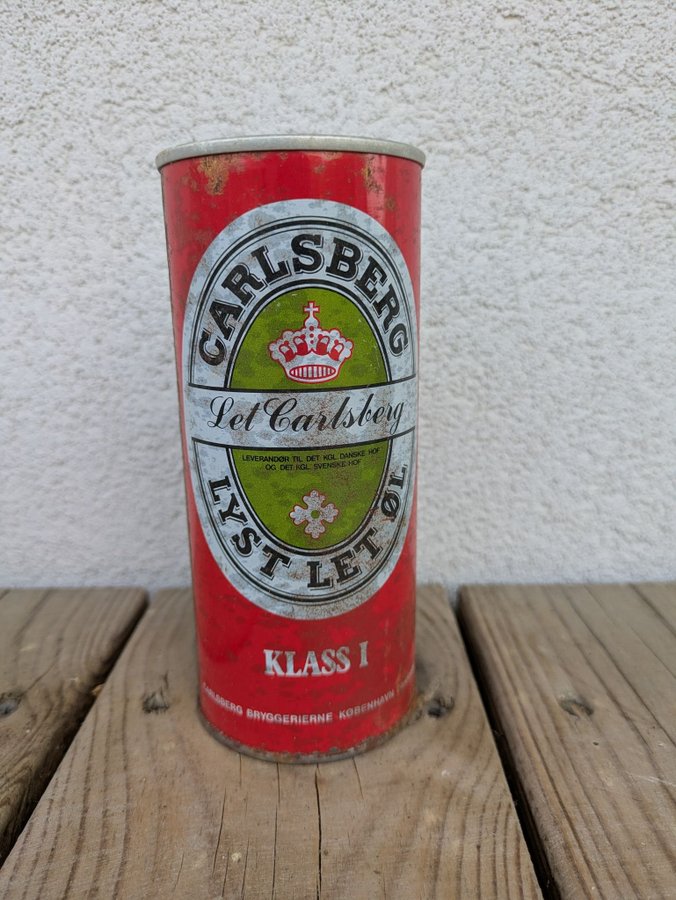 CARLSBERG
Let Carlsberg
LEVERANDØR TIL DET KGL DANSKE HOF
OG DET KGL SVENSKE HOF
LYST LET ØL
KLASS I
CARLSBERG BRYGGERIERNE KØBENHAVN